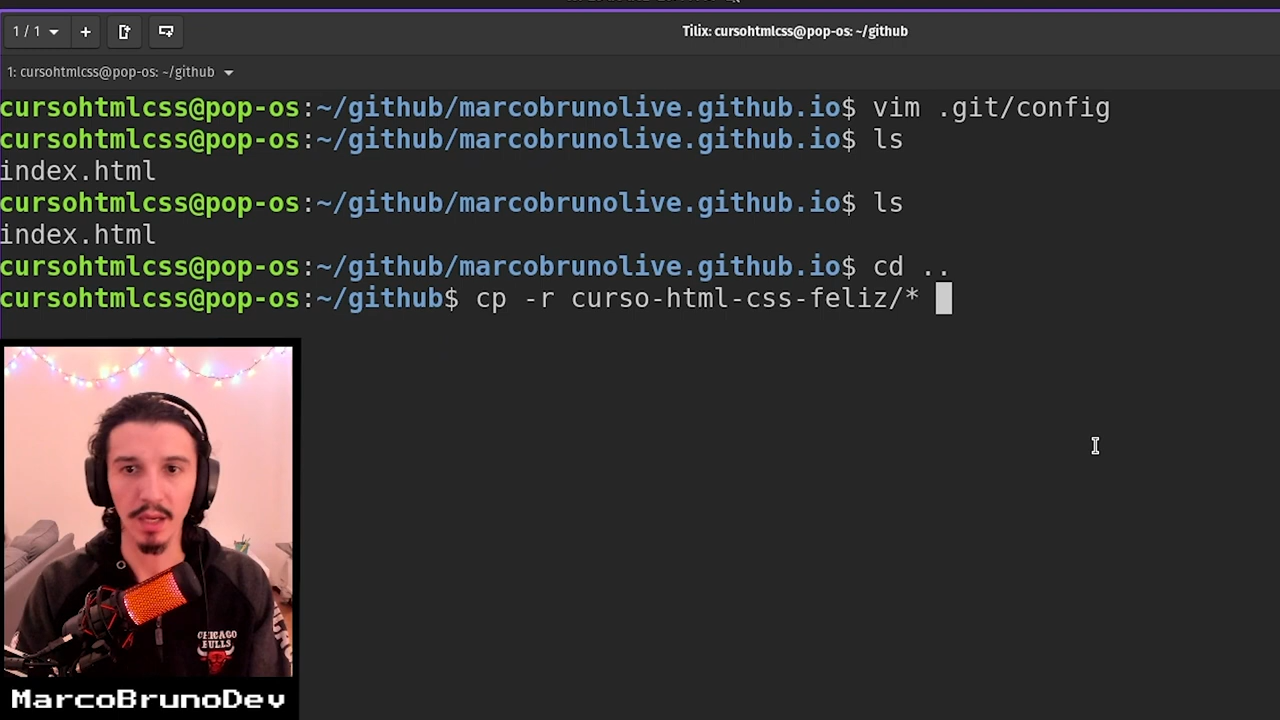 1 / 1
Tilix: cursohtmlcss@pop-os: ~/github
1: cursohtmlcss@pop-os: ~/github
cursohtmlcss@pop-os:~/github/marcobrunolive.github.io$ vim .git/config
cursohtmlcss@pop-os:~/github/marcobrunolive.github.io$ ls
index.html
cursohtmlcss@pop-os:~/github/marcobrunolive.github.io$ ls
index.html
cursohtmlcss@pop-os:~/github/marcobrunolive.github.io$ cd ..
cursohtmlcss@pop-os:~/github$ cp -r curso-html-css-feliz/*
CHICAGO
BULLS
MarcoBrunoDev